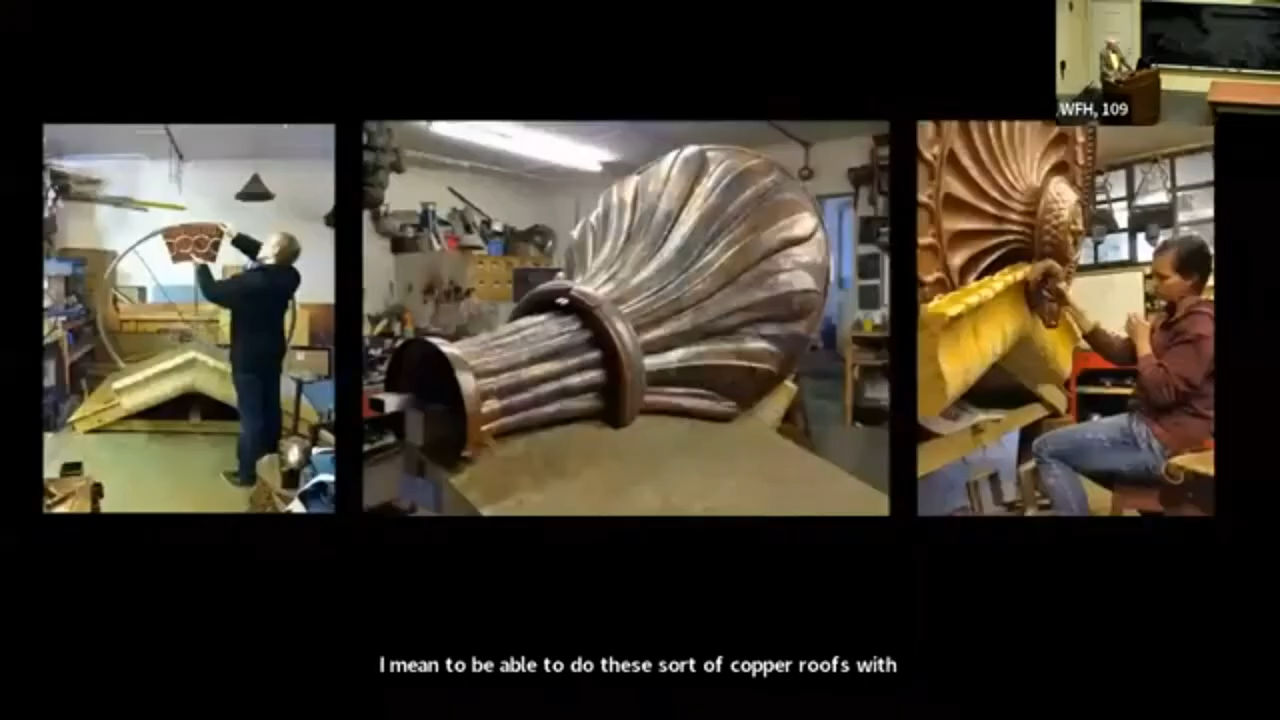 WFH, 109
I mean to be able to do these sort of copper roofs with